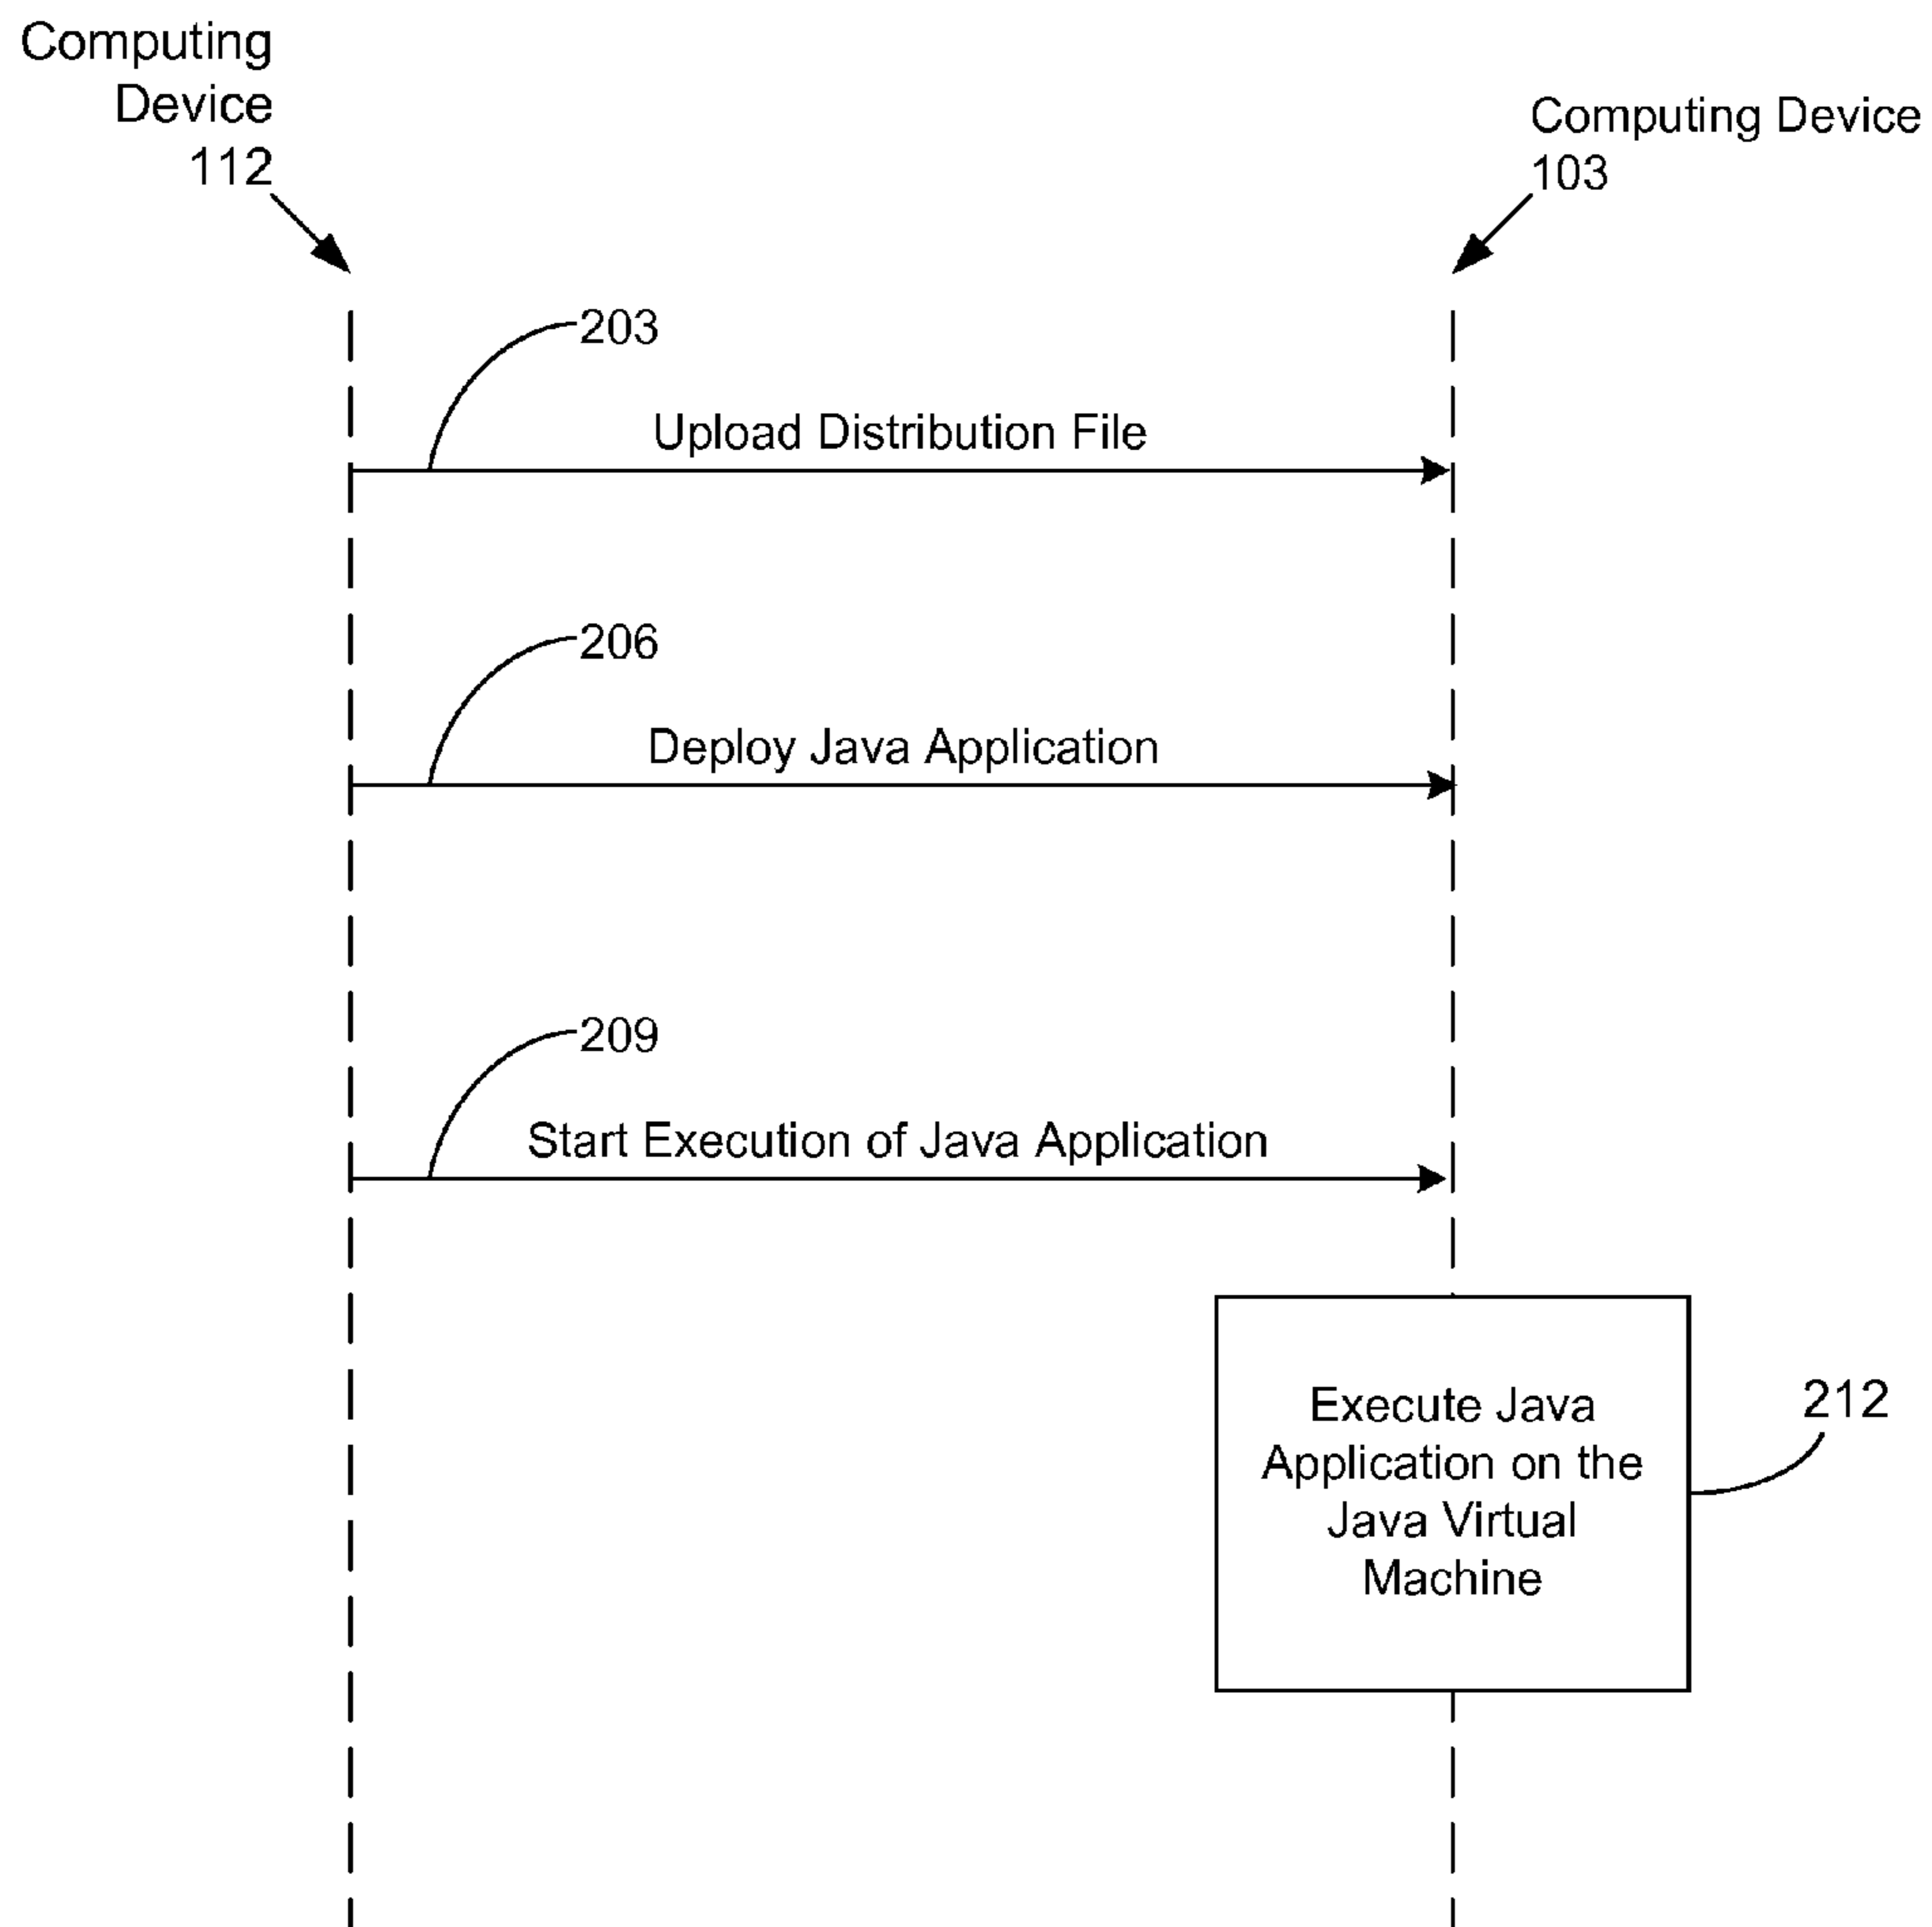 Computing
Device
112
Computing Device
103
203
Upload Distribution File
206
Deploy Java Application
209
Start Execution of Java Application
Execute Java
Application on the
Java Virtual
Machine
212